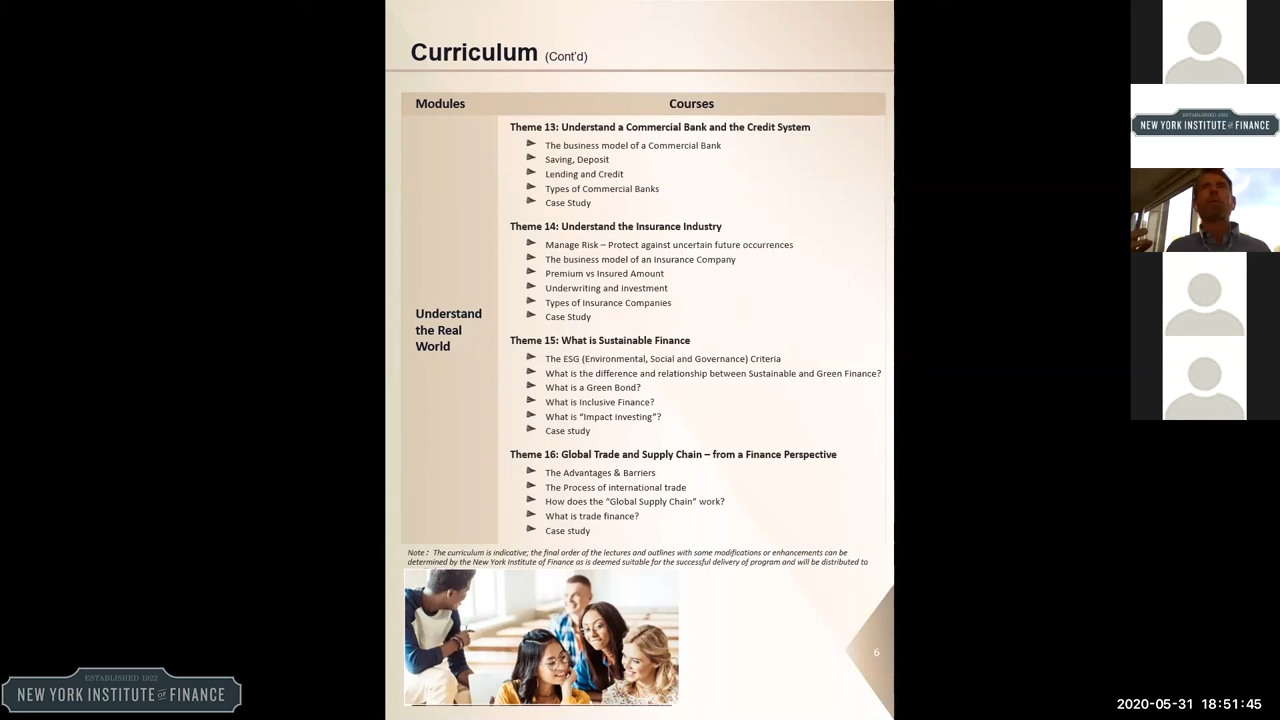 Curriculum (Cont'd)
Modules Courses
Theme 13: Understand a Commercial Bank and the Credit System
The business model of a Commercial Bank
Saving, Deposit
Lending and Credit
Types of Commercial Banks
Case Study
Theme 14: Understand the Insurance Industry
Manage Risk – Protect against uncertain future occurrences
The business model of an Insurance Company
Premium vs Insured Amount
Underwriting and Investment
Types of Insurance Companies
Case Study
Understand
the Real
World
Theme 15: What is Sustainable Finance
The ESG (Environmental, Social and Governance) Criteria
What is the difference and relationship between Sustainable and Green Finance?
What is a Green Bond?
What is Inclusive Finance?
What is “Impact Investing”?
Case study
Theme 16: Global Trade and Supply Chain – from a Finance Perspective
The Advantages & Barriers
The Process of international trade
How does the “Global Supply Chain” work?
What is trade finance?
Case study
Note： The curriculum is indicative; the final order of the lectures and outlines with some modifications or enhancements can be
determined by the New York Institute of Finance as is deemed suitable for the successful delivery of program and will be distributed to
6
ESTABLISHED 1922
NEW YORK INSTITUTE of FINANCE
ESTABLISHED 1922
NEW YORK INSTITUTE of FINANCE
2020-05-31 18:51:45